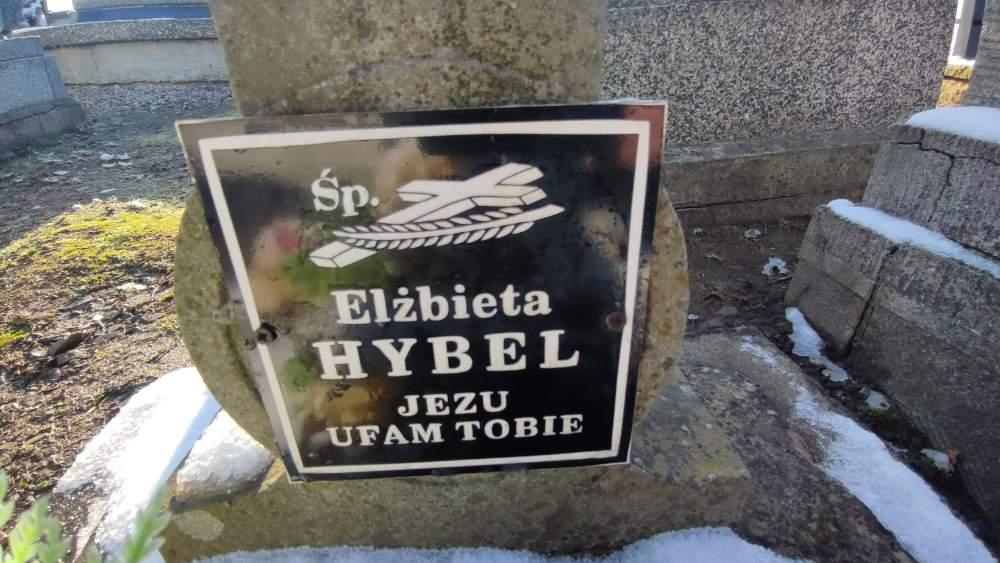 Śp.
Elżbieta
HYBEL
JEZU
UFAM TOBIE